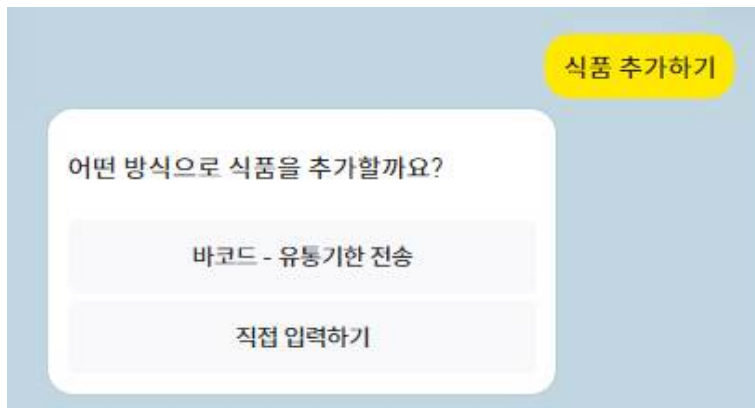 식품 추가하기
어떤 방식으로 식품을 추가할까요?
바코드 - 유통기한 전송
직접 입력하기